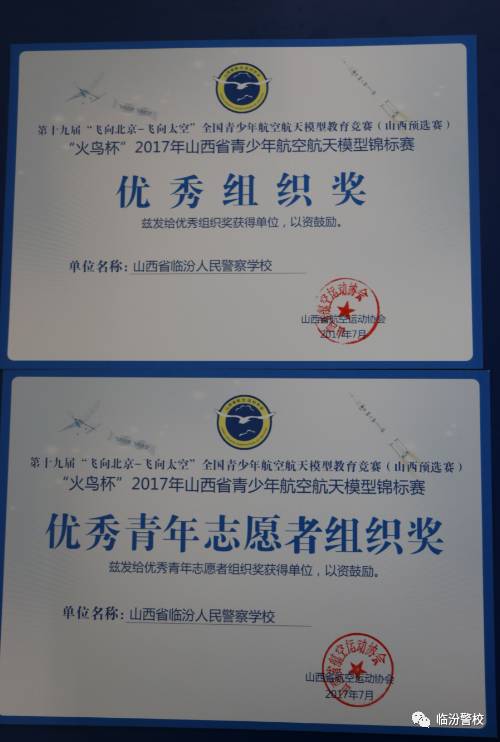 第十九届“飞向北京-飞向太空”全国青少年航空航天模型教育竞赛（山西预选赛）
“火鸟杯”2017年山西省青少年航空航天模型锦标赛
优秀组织奖
兹发给优秀组织奖获得单位，以资鼓励。
单位名称：山西省临汾人民警察学校
山西省航空运动协会
2017年7月
第十九届“飞向北京-飞向太空”全国青少年航空航天模型教育竞赛（山西预选赛）
“火鸟杯”2017年山西省青少年航空航天模型锦标赛
优秀青年志愿者组织奖
兹发给优秀青年志愿者组织奖获得单位，以资鼓励。
单位名称：山西省临汾人民警察学校
山西省航空运动协会
2017年7月
临汾警校